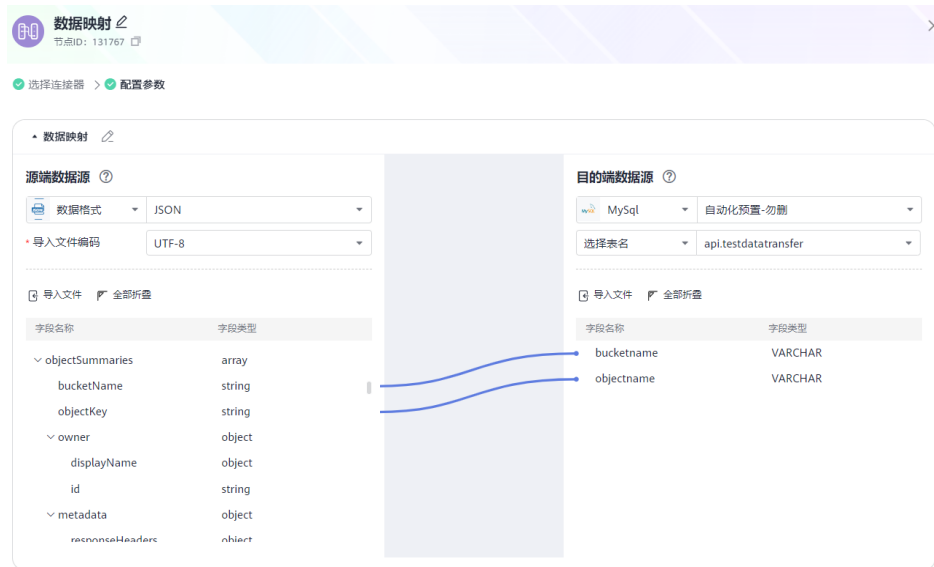 数据映射
节点ID: 131767
选择连接器 配置参数
数据映射
源端数据源
数据格式 JSON
* 导入文件编码 UTF-8
导入文件 全部折叠
字段名称 字段类型
objectSummaries array
bucketName string
objectKey string
owner object
displayName object
id string
metadata object
responseHeaders object
目的端数据源
MySql 自动化预置-勿删
选择表名 api.testdatatransfer
导入文件 全部折叠
字段名称 字段类型
bucketname VARCHAR
objectname VARCHAR